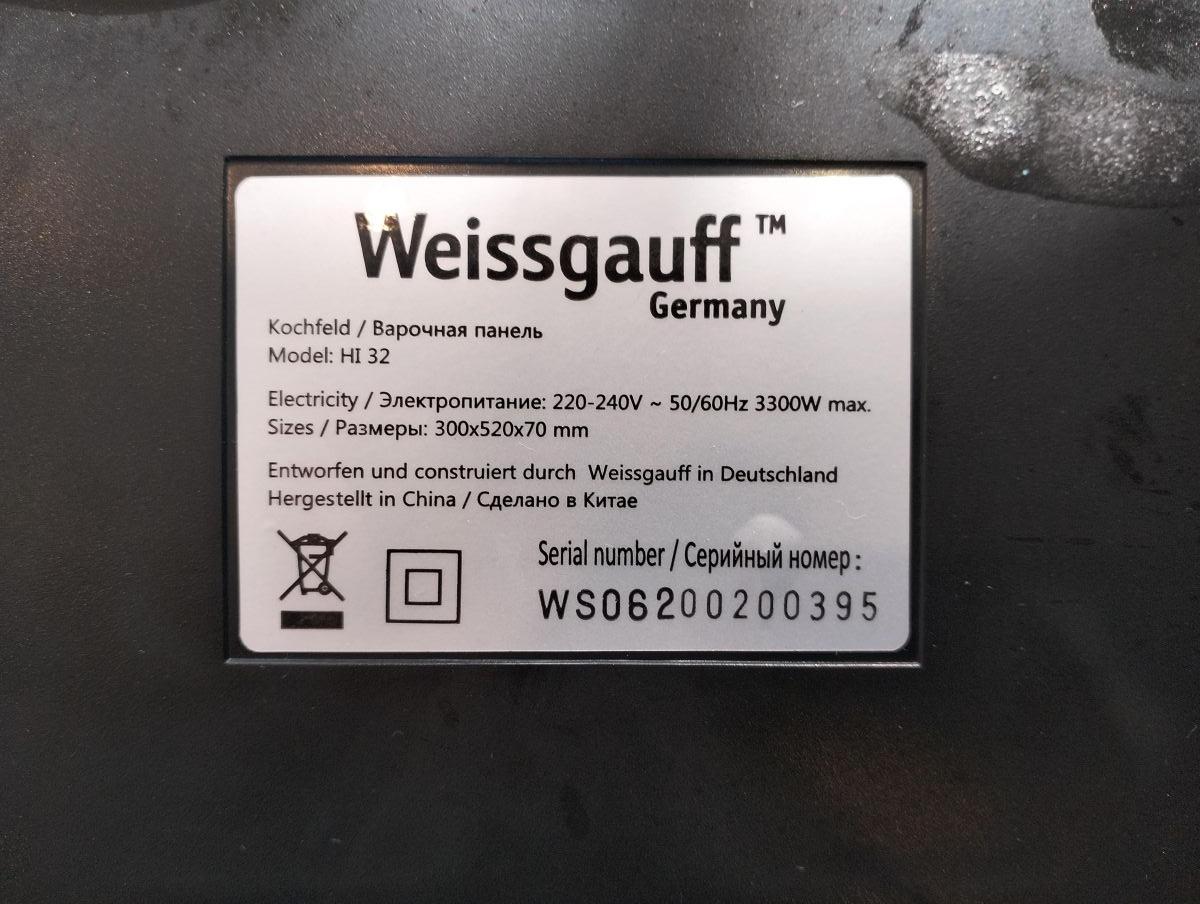 Weissgauff™
Germany
Kochfeld / Варочная панель
Model: HI 32
Electricity / Электропитание: 220-240V ~ 50/60Hz 3300W max.
Sizes / Размеры: 300x520x70 mm
Entworfen und construiert durch Weissgauff in Deutschland
Hergestellt in China / Сделано в Китае
Serial number / Серийный номер:
WS06200200395